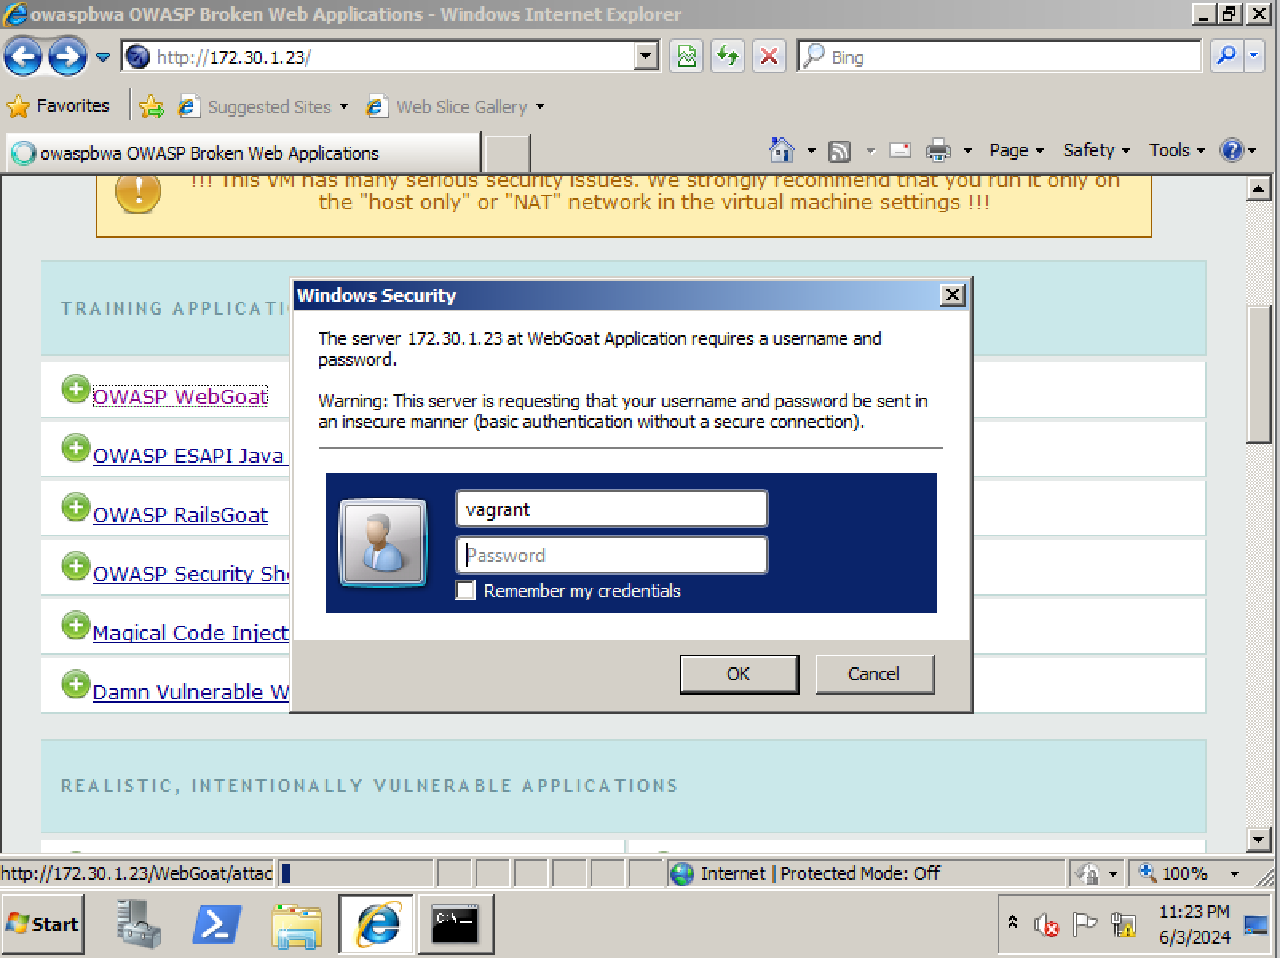 owaspbwa OWASP Broken Web Applications - Windows Internet Explorer
http://172.30.1.23/
Bing
Favorites
Suggested Sites
Web Slice Gallery
owaspbwa OWASP Broken Web Applications
Page
Safety
Tools
!!! This VM has many serious security issues. We strongly recommend that you run it only on
the "host only" or "NAT" network in the virtual machine settings !!!
TRAINING APPLICATI
Windows Security
The server 172.30.1.23 at WebGoat Application requires a username and
password.
Warning: This server is requesting that your username and password be sent in
an insecure manner (basic authentication without a secure connection).
vagrant
Password
Remember my credentials
OK
Cancel
OWASP WebGoat
OWASP ESAPI Java
OWASP RailsGoat
OWASP Security Sh
Magical Code Inject
Damn Vulnerable W
REALISTIC, INTENTIONALLY VULNERABLE APPLICATIONS
http://172.30.1.23/WebGoat/attac
Internet | Protected Mode: Off
100%
Start
C:\
11:23 PM
6/3/2024